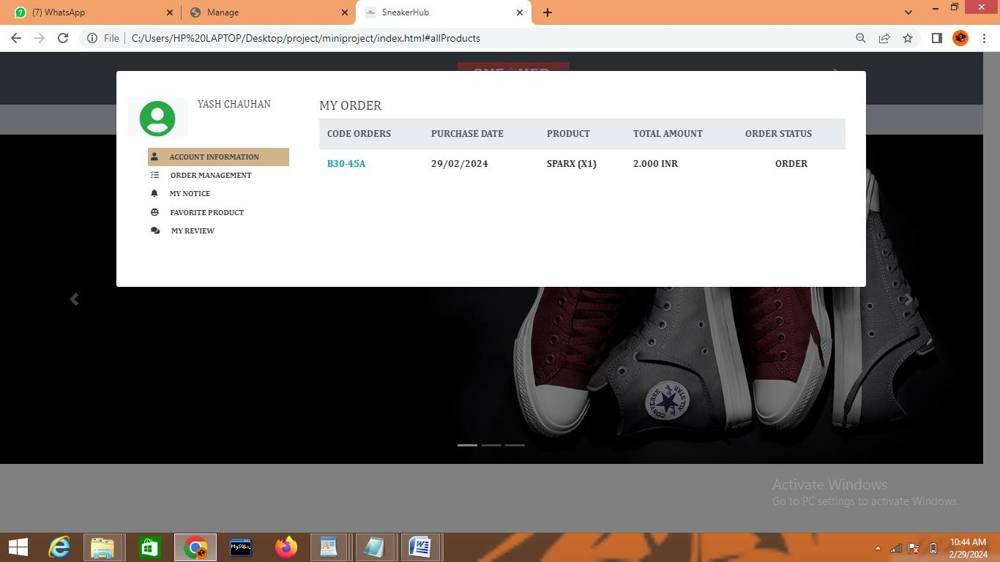 (7) WhatsApp
Manage
SneakerHub
File
C:/Users/HP%20LAPTOP/Desktop/project/miniproject/index.html#allProducts
YASH CHAUHAN
ACCOUNT INFORMATION
ORDER MANAGEMENT
MY NOTICE
FAVORITE PRODUCT
MY REVIEW
MY ORDER
CODE ORDERS PURCHASE DATE PRODUCT TOTAL AMOUNT ORDER STATUS
B30-45A 29/02/2024 SPARX (X1) 2.000 INR ORDER
CONVERSE
ALL STAR
Activate Windows
Go to PC settings to activate Windows.
MySQL
10:44 AM
2/29/2024